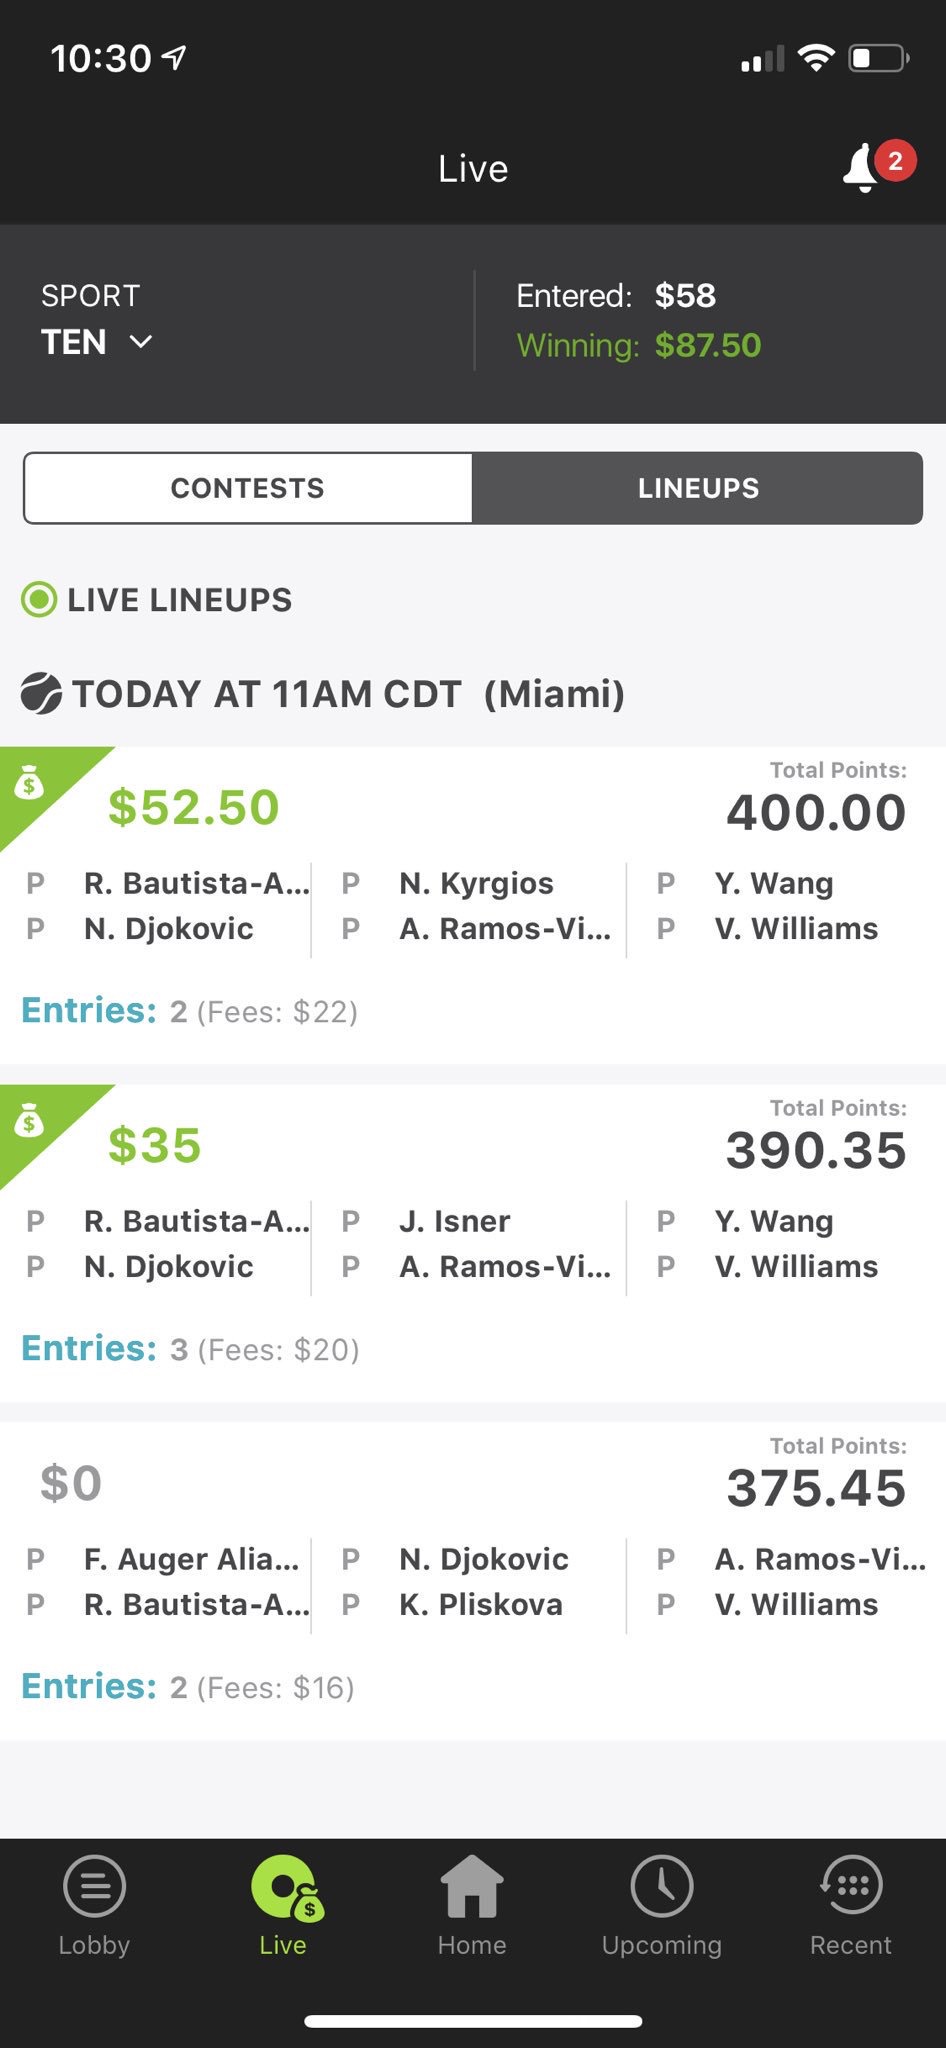 10:30
Live
2
SPORT
TEN
Entered: $58
Winning: $87.50
CONTESTS
LINEUPS
LIVE LINEUPS
TODAY AT 11AM CDT (Miami)
$52.50
Total Points:
400.00
P R. Bautista-A... P N. Kyrgios P Y. Wang
P N. Djokovic P A. Ramos-Vi... P V. Williams
Entries: 2 (Fees: $22)
$35
Total Points:
390.35
P R. Bautista-A... P J. Isner P Y. Wang
P N. Djokovic P A. Ramos-Vi... P V. Williams
Entries: 3 (Fees: $20)
$0
Total Points:
375.45
P F. Auger Alia... P N. Djokovic P A. Ramos-Vi...
P R. Bautista-A... P K. Pliskova P V. Williams
Entries: 2 (Fees: $16)
Lobby Live Home Upcoming Recent